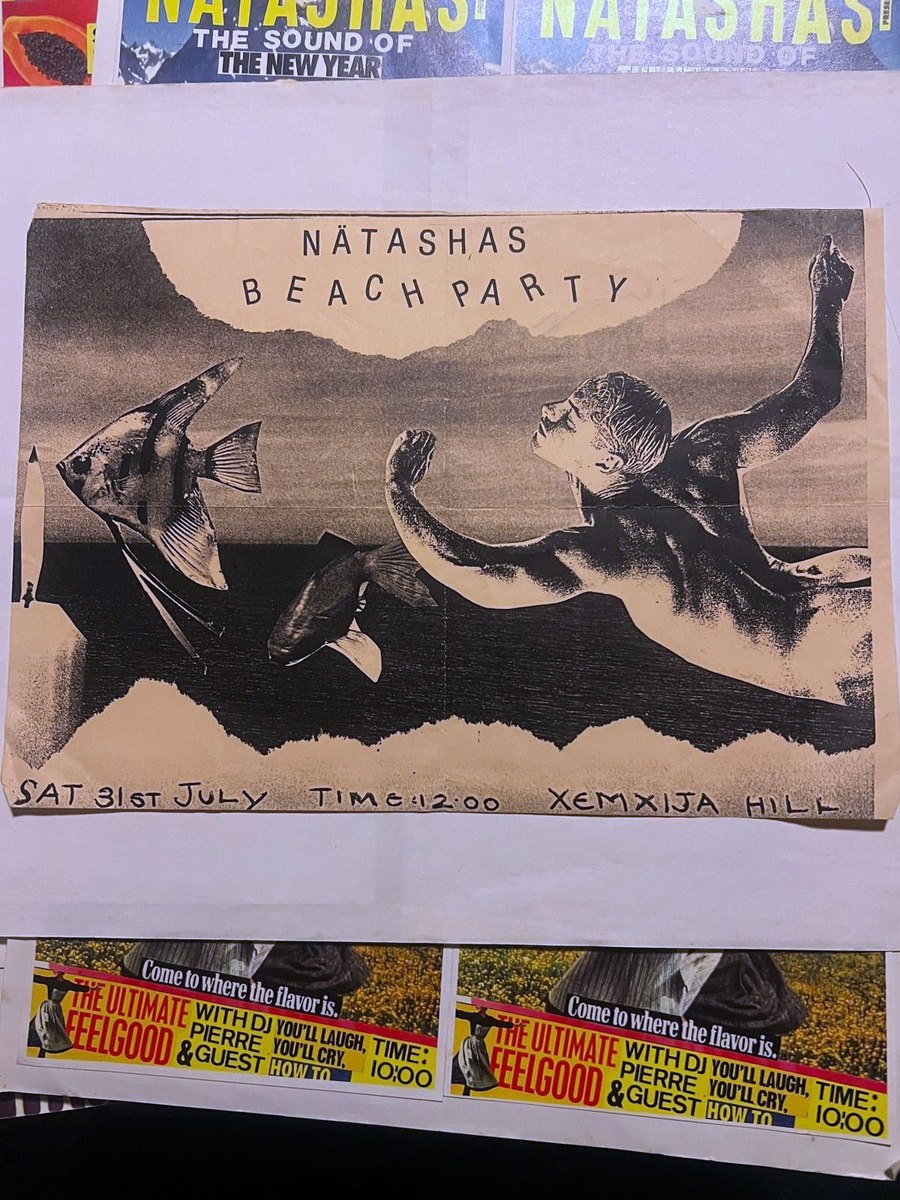 NATASHAS
THE SOUND OF
THE NEW YEAR
NATASHAS
THE SOUND OF
NÄTASHAS
BEACH PARTY
SAT 31ST JULY TIME:12.00 XEMXIJA HILL
Come to where the flavor is.
THE ULTIMATE
FEELGOOD
WITH DJ
PIERRE
& GUEST
YOU'LL LAUGH,
YOU'LL CRY.
HOW TO
TIME:
10:00
Come to where the flavor is.
THE ULTIMATE
FEELGOOD
WITH DJ
PIERRE
& GUEST
YOU'LL LAUGH,
YOU'LL CRY.
HOW TO
TIME:
10:00